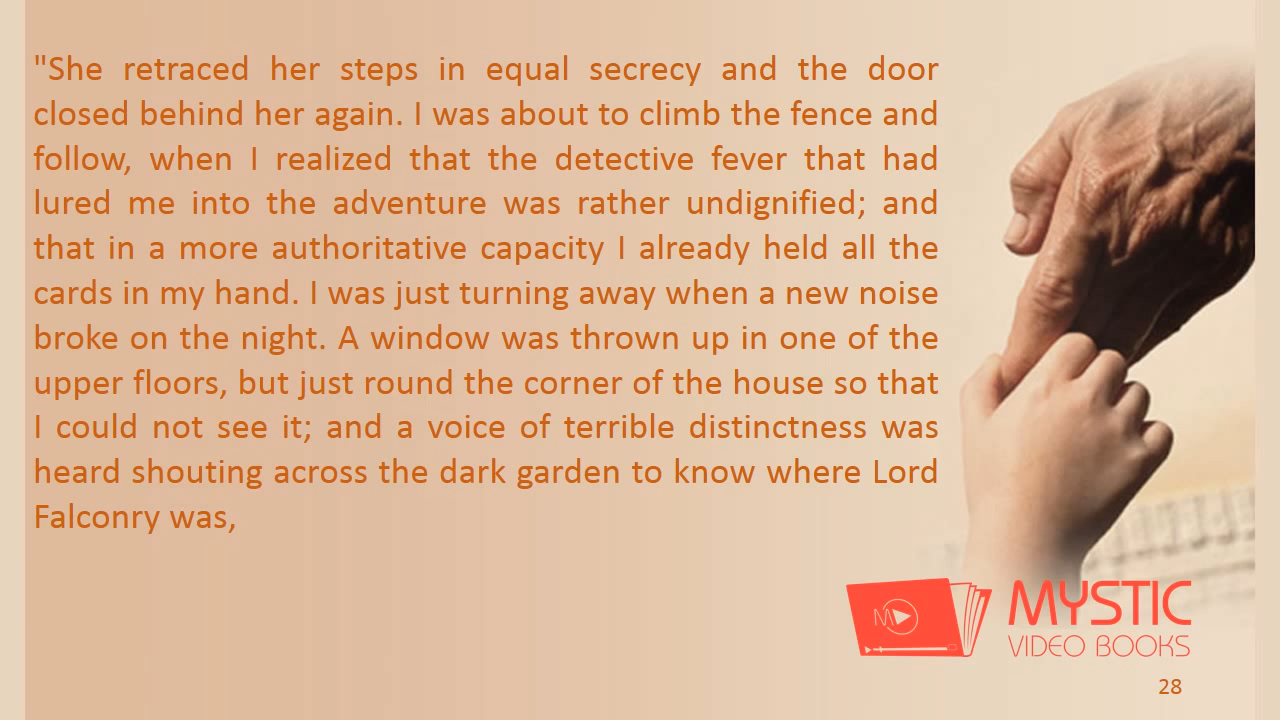 "She retraced her steps in equal secrecy and the door
closed behind her again. I was about to climb the fence and
follow, when I realized that the detective fever that had
lured me into the adventure was rather undignified; and
that in a more authoritative capacity I already held all the
cards in my hand. I was just turning away when a new noise
broke on the night. A window was thrown up in one of the
upper floors, but just round the corner of the house so that
I could not see it; and a voice of terrible distinctness was
heard shouting across the dark garden to know where Lord
Falconry was,
M
MYSTIC
VIDEO BOOKS
28